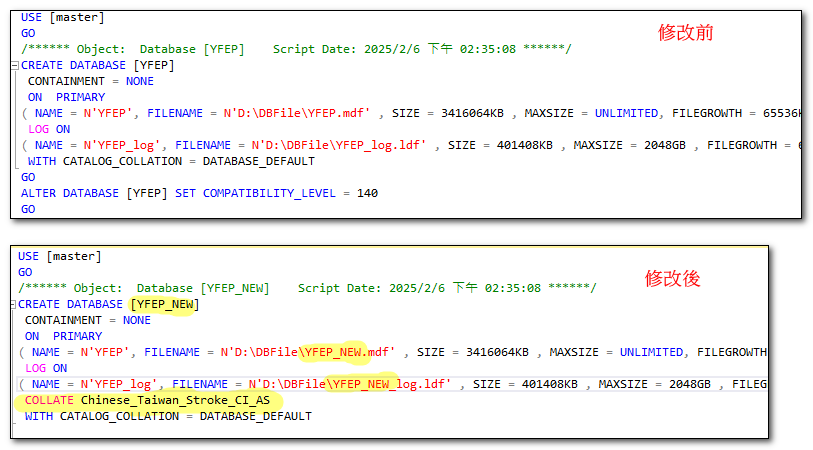 修改前
USE [master]
GO
/****** Object:  Database [YFEP]    Script Date: 2025/2/6 下午 02:35:08 ******/
CREATE DATABASE [YFEP]
 CONTAINMENT = NONE
 ON  PRIMARY
( NAME = N'YFEP', FILENAME = N'D:\DBFile\YFEP.mdf' , SIZE = 3416064KB , MAXSIZE = UNLIMITED, FILEGROWTH = 65536K
 LOG ON
( NAME = N'YFEP_log', FILENAME = N'D:\DBFile\YFEP_log.ldf' , SIZE = 401408KB , MAXSIZE = 2048GB , FILEGROWTH = 6
 WITH CATALOG_COLLATION = DATABASE_DEFAULT
GO
ALTER DATABASE [YFEP] SET COMPATIBILITY_LEVEL = 140
GO
修改後
USE [master]
GO
/****** Object:  Database [YFEP_NEW]    Script Date: 2025/2/6 下午 02:35:08 ******/
CREATE DATABASE [YFEP_NEW]
 CONTAINMENT = NONE
 ON  PRIMARY
( NAME = N'YFEP', FILENAME = N'D:\DBFile\YFEP_NEW.mdf' , SIZE = 3416064KB , MAXSIZE = UNLIMITED, FILEGROWTH
 LOG ON
( NAME = N'YFEP_log', FILENAME = N'D:\DBFile\YFEP_NEW_log.ldf' , SIZE = 401408KB , MAXSIZE = 2048GB , FILEG
 COLLATE Chinese_Taiwan_Stroke_CI_AS
 WITH CATALOG_COLLATION = DATABASE_DEFAULT